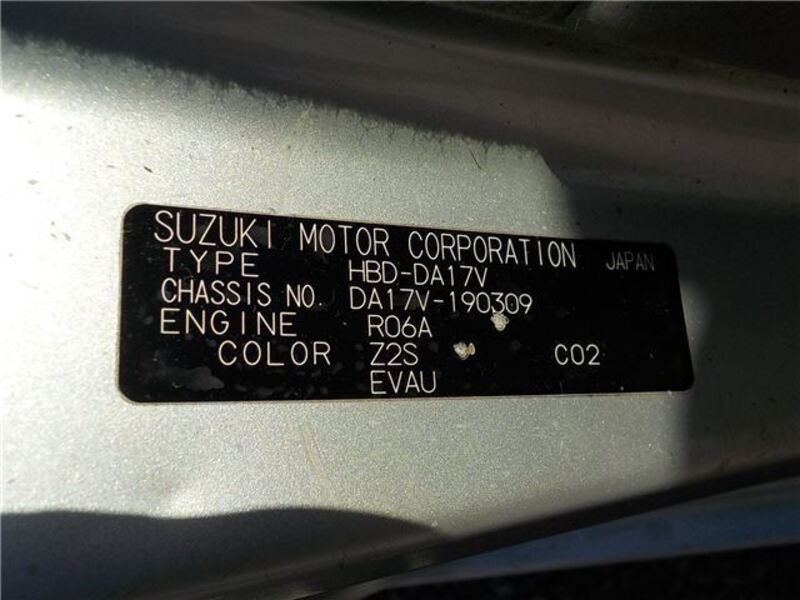 SUZUKI MOTOR CORPORATION JAPAN
TYPE HBD-DA17V
CHASSIS NO. DA17V-190309
ENGINE R06A
COLOR Z2S C02
EVAU